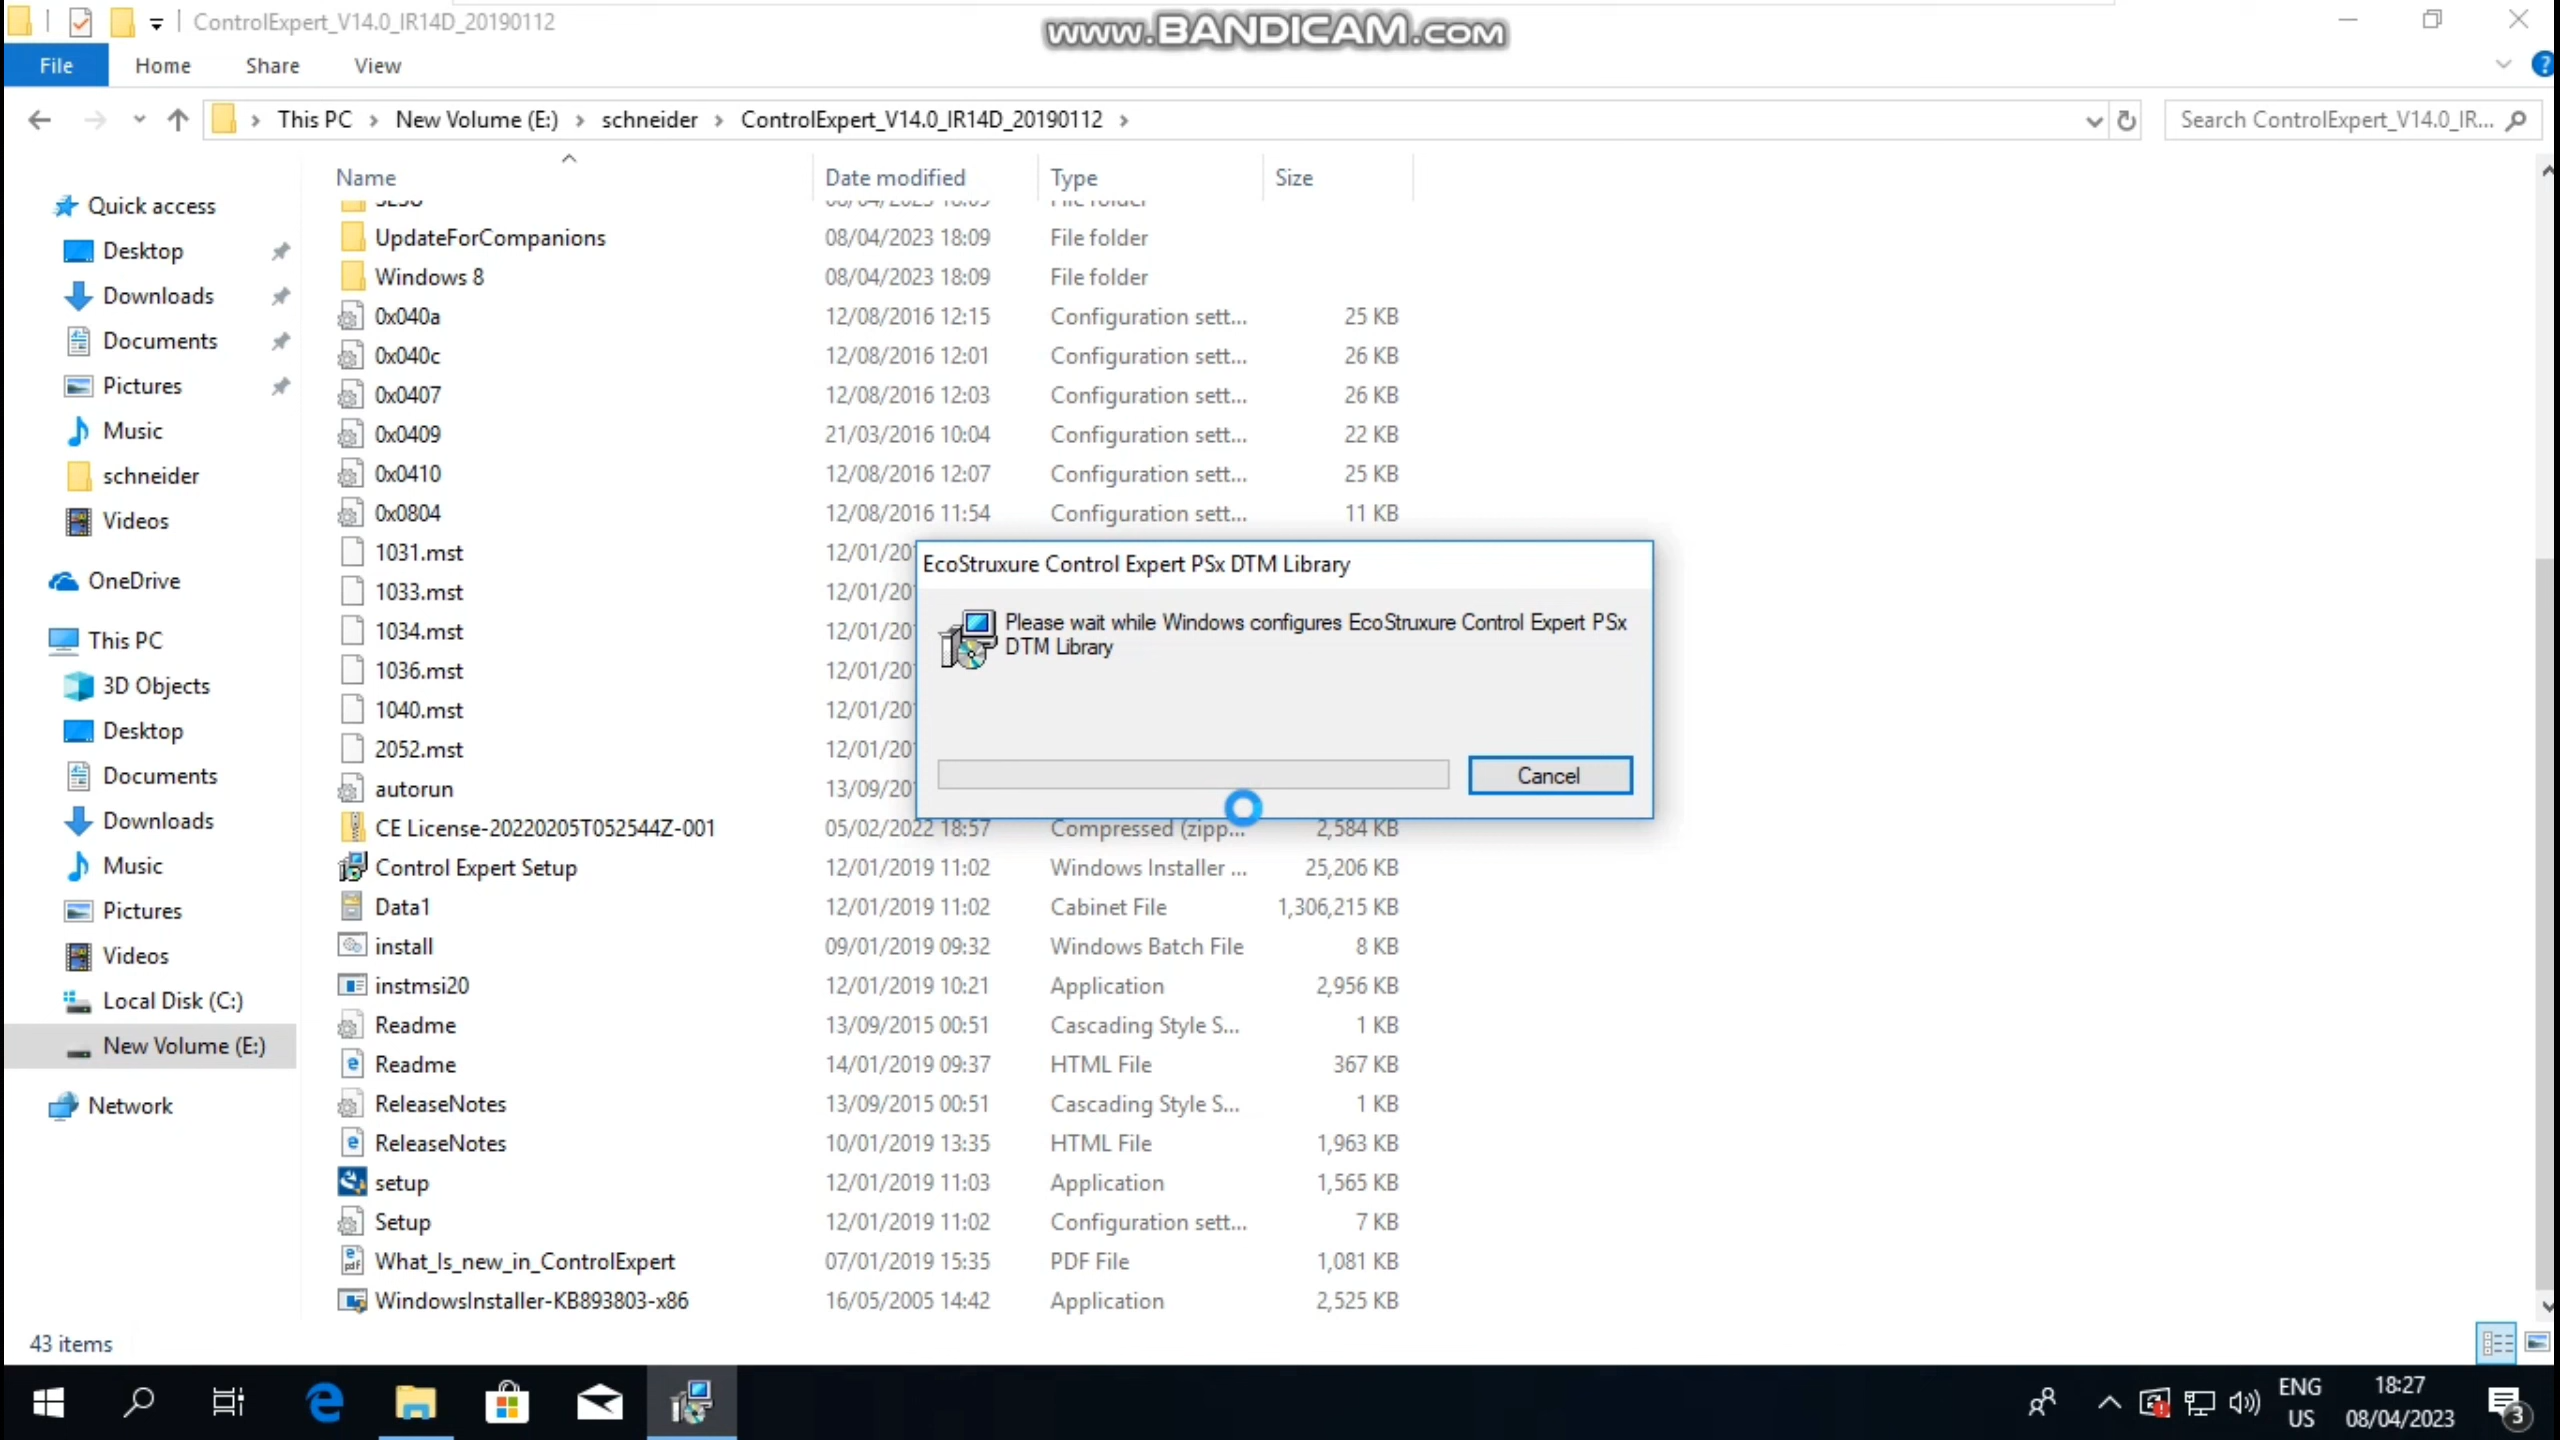 ControlExpert_V14.0_IR14D_20190112
www.BANDICAM.com
File Home Share View
This PC New Volume (E:) schneider ControlExpert_V14.0_IR14D_20190112
Search ControlExpert_V14.0_IR...
Name Date modified Type Size
Quick access
Desktop
Downloads
Documents
Pictures
Music
schneider
Videos
OneDrive
This PC
3D Objects
Desktop
Documents
Downloads
Music
Pictures
Videos
Local Disk (C:)
New Volume (E:)
Network
UpdateForCompanions 08/04/2023 18:09 File folder
Windows 8 08/04/2023 18:09 File folder
0x040a 12/08/2016 12:15 Configuration sett... 25 KB
0x040c 12/08/2016 12:01 Configuration sett... 26 KB
0x0407 12/08/2016 12:03 Configuration sett... 26 KB
0x0409 21/03/2016 10:04 Configuration sett... 22 KB
0x0410 12/08/2016 12:07 Configuration sett... 25 KB
0x0804 12/08/2016 11:54 Configuration sett... 11 KB
1031.mst 12/01/20
1033.mst 12/01/20
1034.mst 12/01/20
1036.mst 12/01/20
1040.mst 12/01/20
2052.mst 12/01/20
autorun 13/09/20
CE License-20220205T052544Z-001 05/02/2022 18:57 Compressed (zipp... 2,584 KB
Control Expert Setup 12/01/2019 11:02 Windows Installer ... 25,206 KB
Data1 12/01/2019 11:02 Cabinet File 1,306,215 KB
install 09/01/2019 09:32 Windows Batch File 8 KB
instmsi20 12/01/2019 10:21 Application 2,956 KB
Readme 13/09/2015 00:51 Cascading Style S... 1 KB
Readme 14/01/2019 09:37 HTML File 367 KB
ReleaseNotes 13/09/2015 00:51 Cascading Style S... 1 KB
ReleaseNotes 10/01/2019 13:35 HTML File 1,963 KB
setup 12/01/2019 11:03 Application 1,565 KB
Setup 12/01/2019 11:02 Configuration sett... 7 KB
What_Is_new_in_ControlExpert 07/01/2019 15:35 PDF File 1,081 KB
WindowsInstaller-KB893803-x86 16/05/2005 14:42 Application 2,525 KB
EcoStruxure Control Expert PSx DTM Library
Please wait while Windows configures EcoStruxure Control Expert PSx
DTM Library
Cancel
43 items
ENG
US
18:27
08/04/2023
3